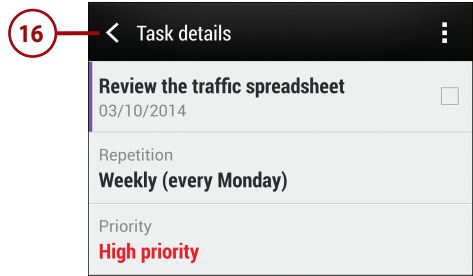 16
Task details
Review the traffic spreadsheet
03/10/2014
Repetition
Weekly (every Monday)
Priority
High priority